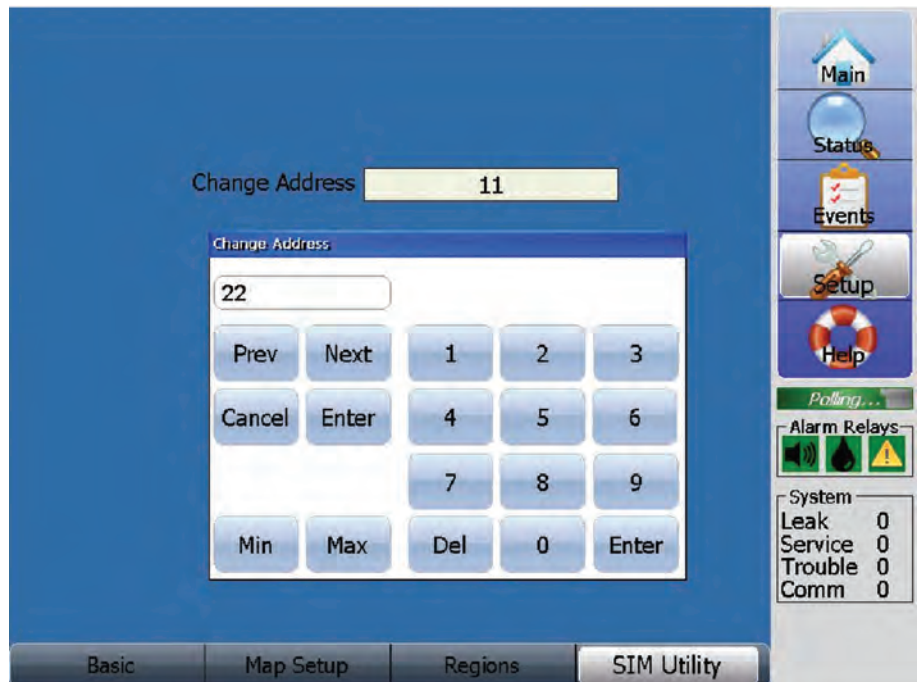 Change Address 11
Change Address
22
Prev Next 1 2 3
Cancel Enter 4 5 6
7 8 9
Min Max Del 0 Enter
Basic Map Setup Regions SIM Utility
Main
Status
Events
Setup
Help
Polling...
Alarm Relays
System
Leak 0
Service 0
Trouble 0
Comm 0